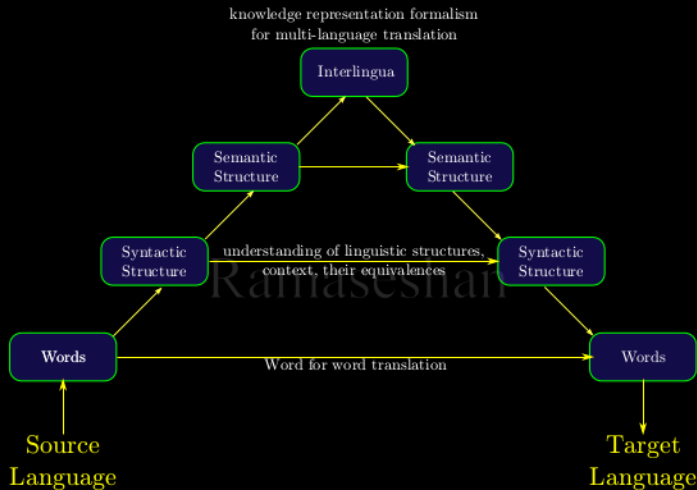 knowledge representation formalism
for multi-language translation
Interlingua
Semantic
Structure
Semantic
Structure
Syntactic
Structure
understanding of linguistic structures,
context, their equivalences
Syntactic
Structure
Ramaseshan
Words
Word for word translation
Words
Source
Language
Target
Language